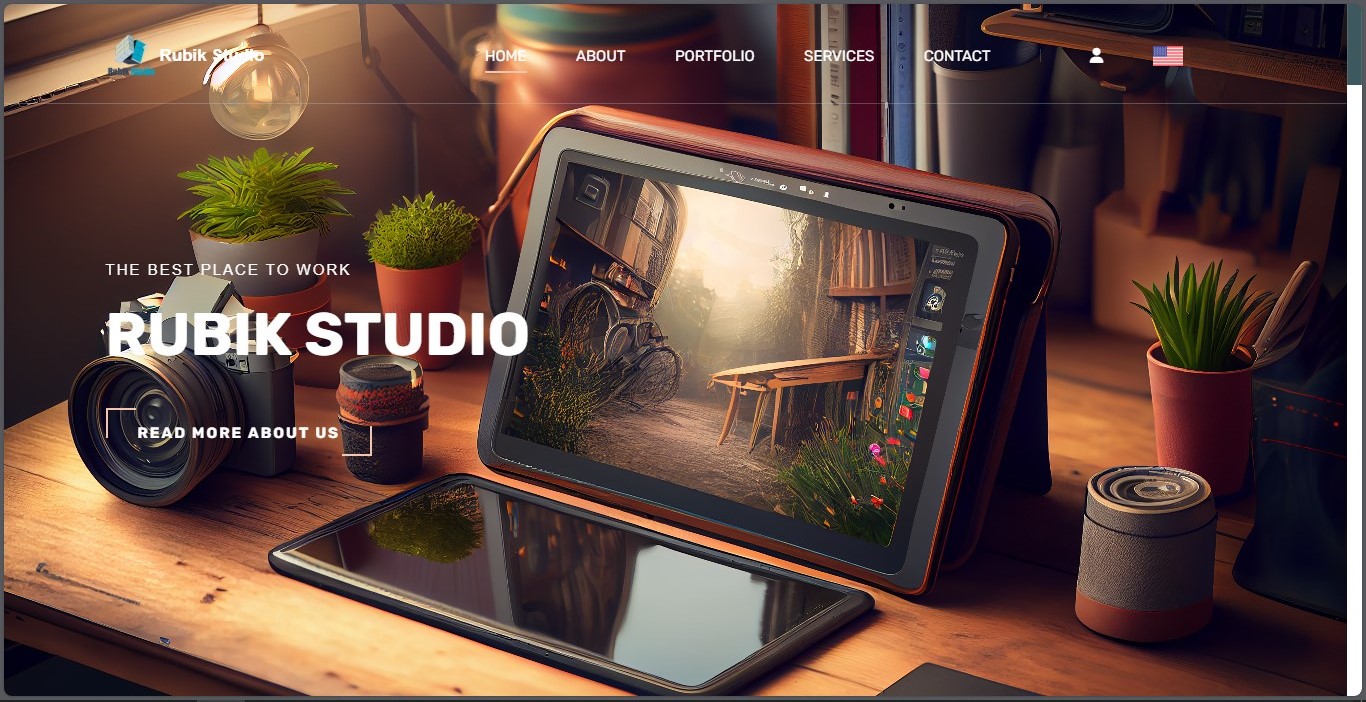 Rubik Studio
HOME ABOUT PORTFOLIO SERVICES CONTACT
THE BEST PLACE TO WORK
RUBIK STUDIO
READ MORE ABOUT US